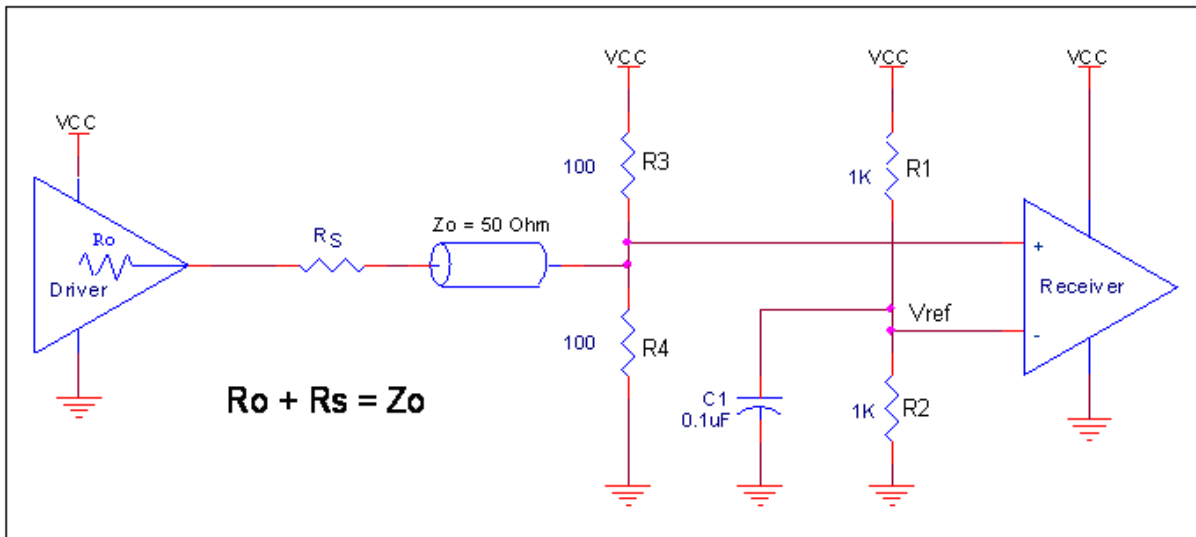 VCC
VCC
VCC
VCC
R3
100
R1
1K
Zo = 50 Ohm
Ro
RS
Driver
+
Receiver
Vref
-
100
R4
Ro + Rs = Zo
C1
0.1uF
1K
R2